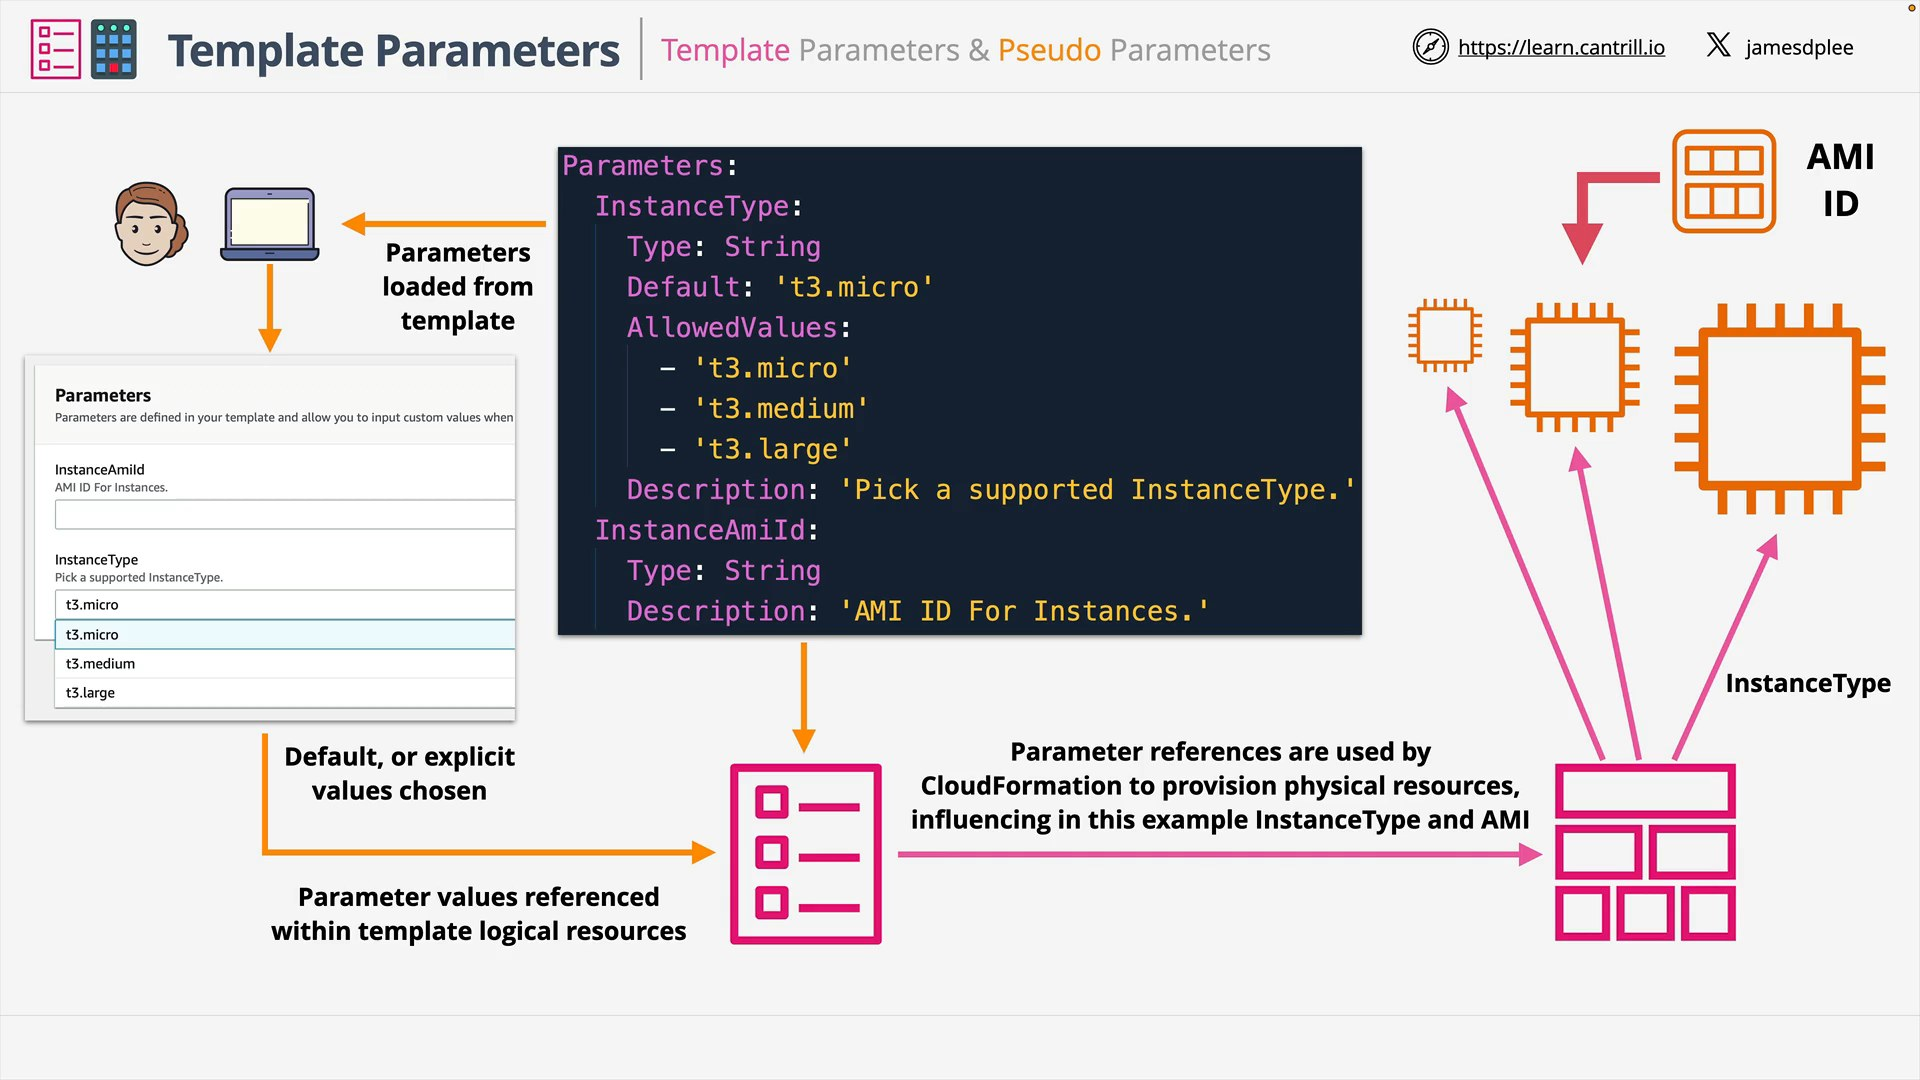 Template Parameters
Template Parameters & Pseudo Parameters
https://learn.cantrill.io
jamesdplee
Parameters
loaded from
template
Parameters:
InstanceType:
Type: String
Default: 't3.micro'
AllowedValues:
- 't3.micro'
- 't3.medium'
- 't3.large'
Description: 'Pick a supported InstanceType.'
InstanceAmiId:
Type: String
Description: 'AMI ID For Instances.'
AMI
ID
Parameters
Parameters are defined in your template and allow you to input custom values when
InstanceAmiId
AMI ID For Instances.
InstanceType
Pick a supported InstanceType.
t3.micro
t3.micro
t3.medium
t3.large
Default, or explicit
values chosen
Parameter values referenced
within template logical resources
Parameter references are used by
CloudFormation to provision physical resources,
influencing in this example InstanceType and AMI
InstanceType